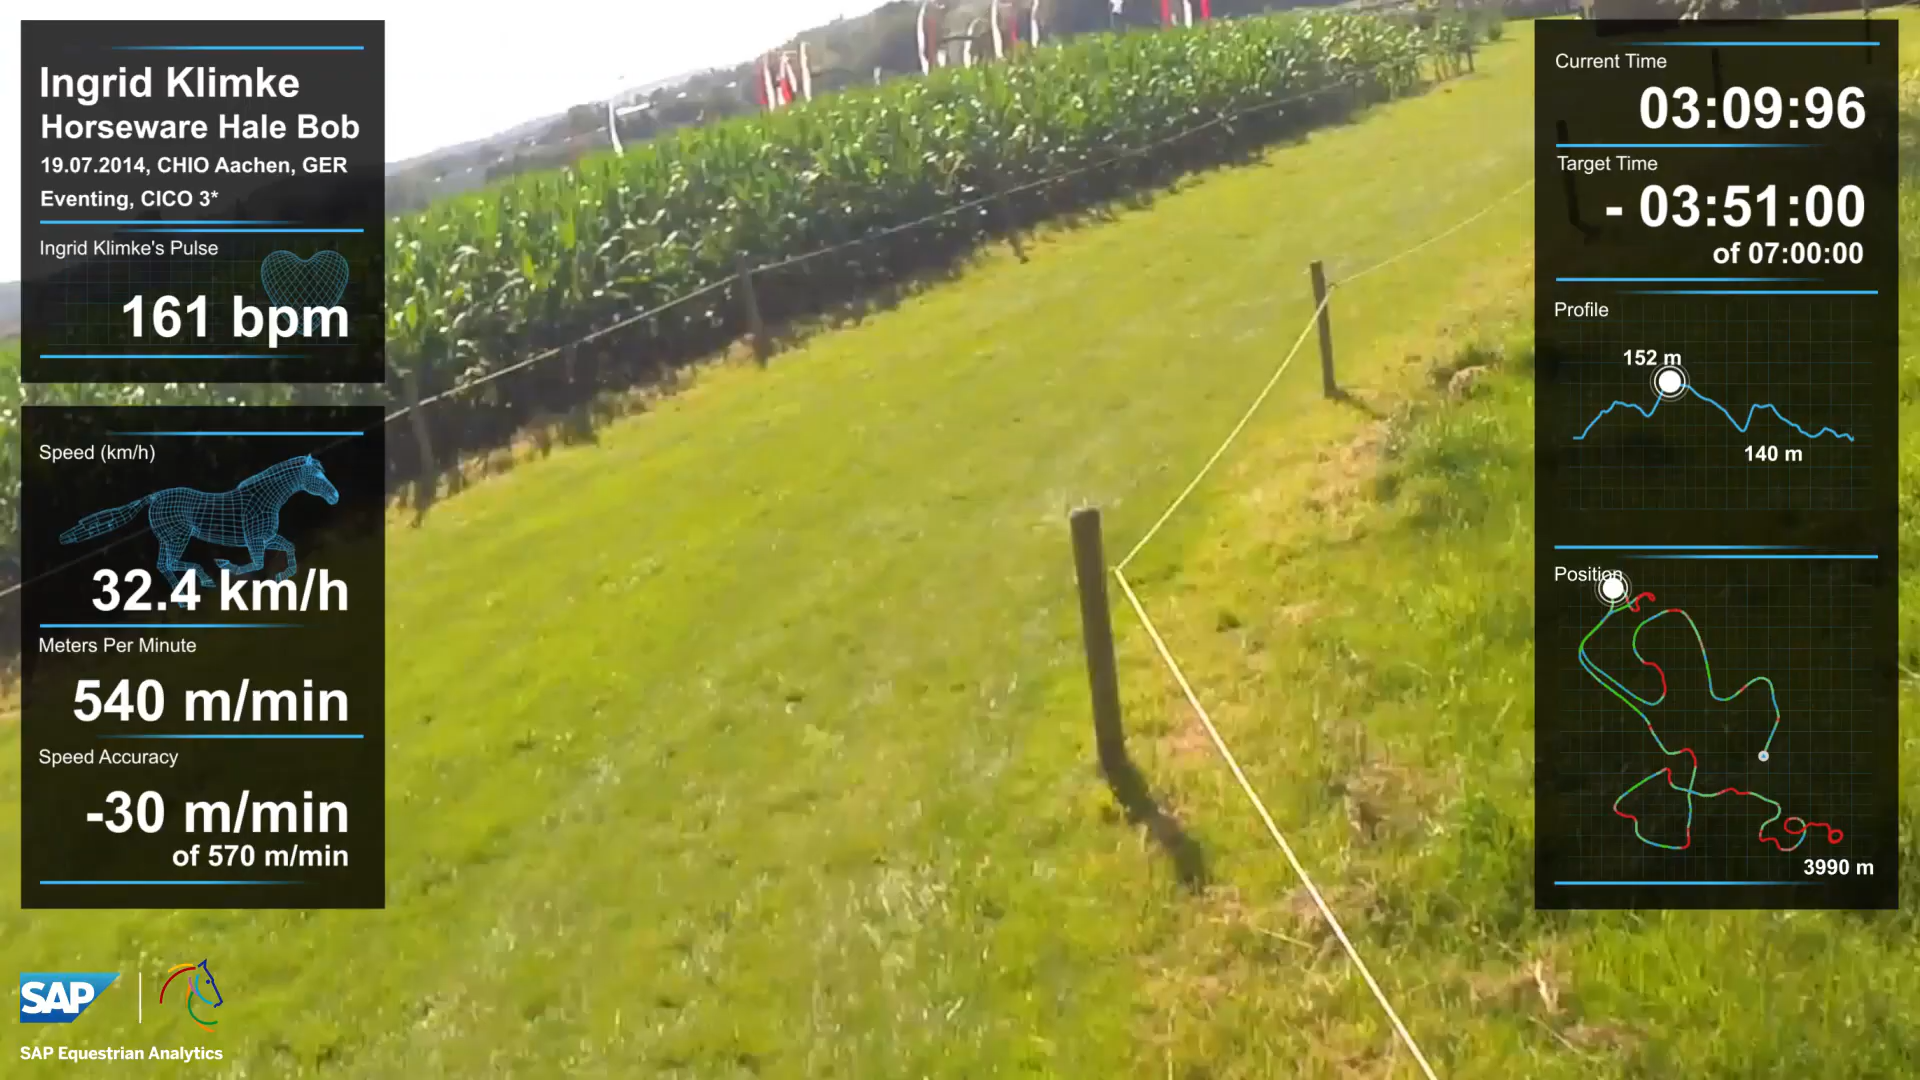 Ingrid Klimke
Horseware Hale Bob
19.07.2014, CHIO Aachen, GER
Eventing, CICO 3*
Ingrid Klimke's Pulse
161 bpm
Speed (km/h)
32.4 km/h
Meters Per Minute
540 m/min
Speed Accuracy
-30 m/min
of 570 m/min
SAP
SAP Equestrian Analytics
Current Time
03:09:96
Target Time
- 03:51:00
of 07:00:00
Profile
152 m
140 m
Position
3990 m